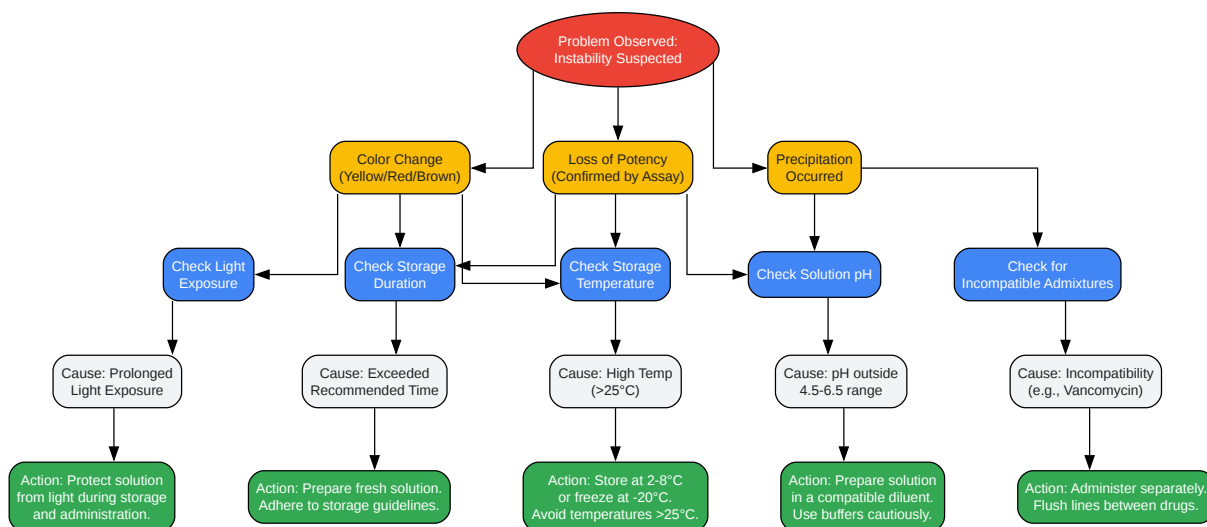 Problem Observed:
Instability Suspected
Color Change
(Yellow/Red/Brown)
Loss of Potency
(Confirmed by Assay)
Precipitation
Occurred
Check Light
Exposure
Check Storage
Duration
Check Storage
Temperature
Check Solution pH
Check for
Incompatible Admixtures
Cause: Prolonged
Light Exposure
Cause: Exceeded
Recommended Time
Cause: High Temp
(>25°C)
Cause: pH outside
4.5-6.5 range
Cause: Incompatibility
(e.g., Vancomycin)
Action: Protect solution
from light during storage
and administration.
Action: Prepare fresh solution.
Adhere to storage guidelines.
Action: Store at 2-8°C
or freeze at -20°C.
Avoid temperatures >25°C.
Action: Prepare solution
in a compatible diluent.
Use buffers cautiously.
Action: Administer separately.
Flush lines between drugs.